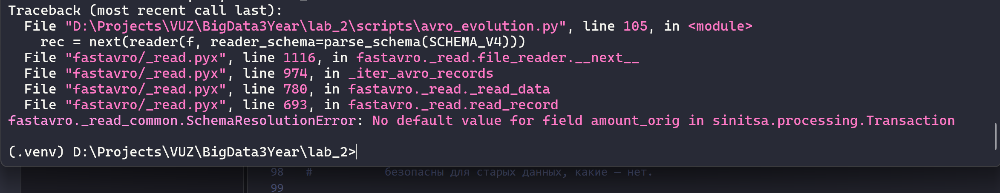 Traceback (most recent call last):
  File "D:\Projects\VUZ\BigData3Year\lab_2\scripts\avro_evolution.py", line 105, in <module>
    rec = next(reader(f, reader_schema=parse_schema(SCHEMA_V4)))
  File "fastavro/_read.pyx", line 1116, in fastavro._read.file_reader.__next__
  File "fastavro/_read.pyx", line 974, in _iter_avro_records
  File "fastavro/_read.pyx", line 780, in fastavro._read._read_data
  File "fastavro/_read.pyx", line 693, in fastavro._read.read_record
fastavro._read_common.SchemaResolutionError: No default value for field amount_orig in sinitsa.processing.Transaction
(.venv) D:\Projects\VUZ\BigData3Year\lab_2>
98 # безопасны для старых данных, какие — нет.
99